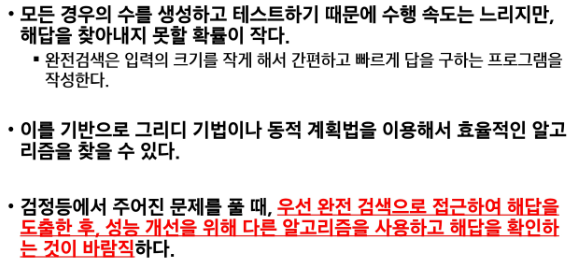 • 모든 경우의 수를 생성하고 테스트하기 때문에 수행 속도는 느리지만,
해답을 찾아내지 못할 확률이 작다.
▪ 완전검색은 입력의 크기를 작게 해서 간편하고 빠르게 답을 구하는 프로그램을
작성한다.
• 이를 기반으로 그리디 기법이나 동적 계획법을 이용해서 효율적인 알고
리즘을 찾을 수 있다.
• 검정등에서 주어진 문제를 풀 때, 우선 완전 검색으로 접근하여 해답을
도출한 후, 성능 개선을 위해 다른 알고리즘을 사용하고 해답을 확인하
는 것이 바람직하다.